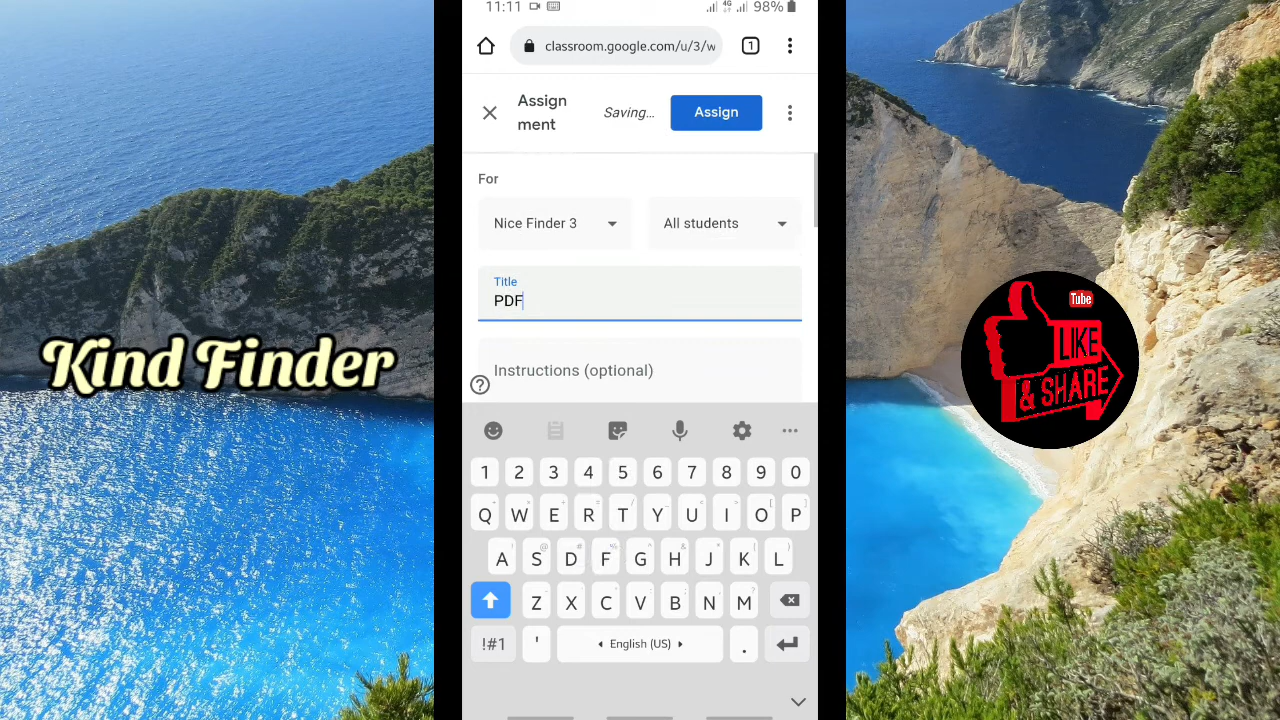 11:11
4G
98%
classroom.google.com/u/3/w
1
Assign
ment
Saving...
Assign
For
Nice Finder 3
All students
Title
PDF
Instructions (optional)
?
Kind Finder
Tube
LIKE
& SHARE
1 2 3 4 5 6 7 8 9 0
Q W E R T Y U I O P
A S D F G H J K L
Z X C V B N M
!#1 ' English (US) .